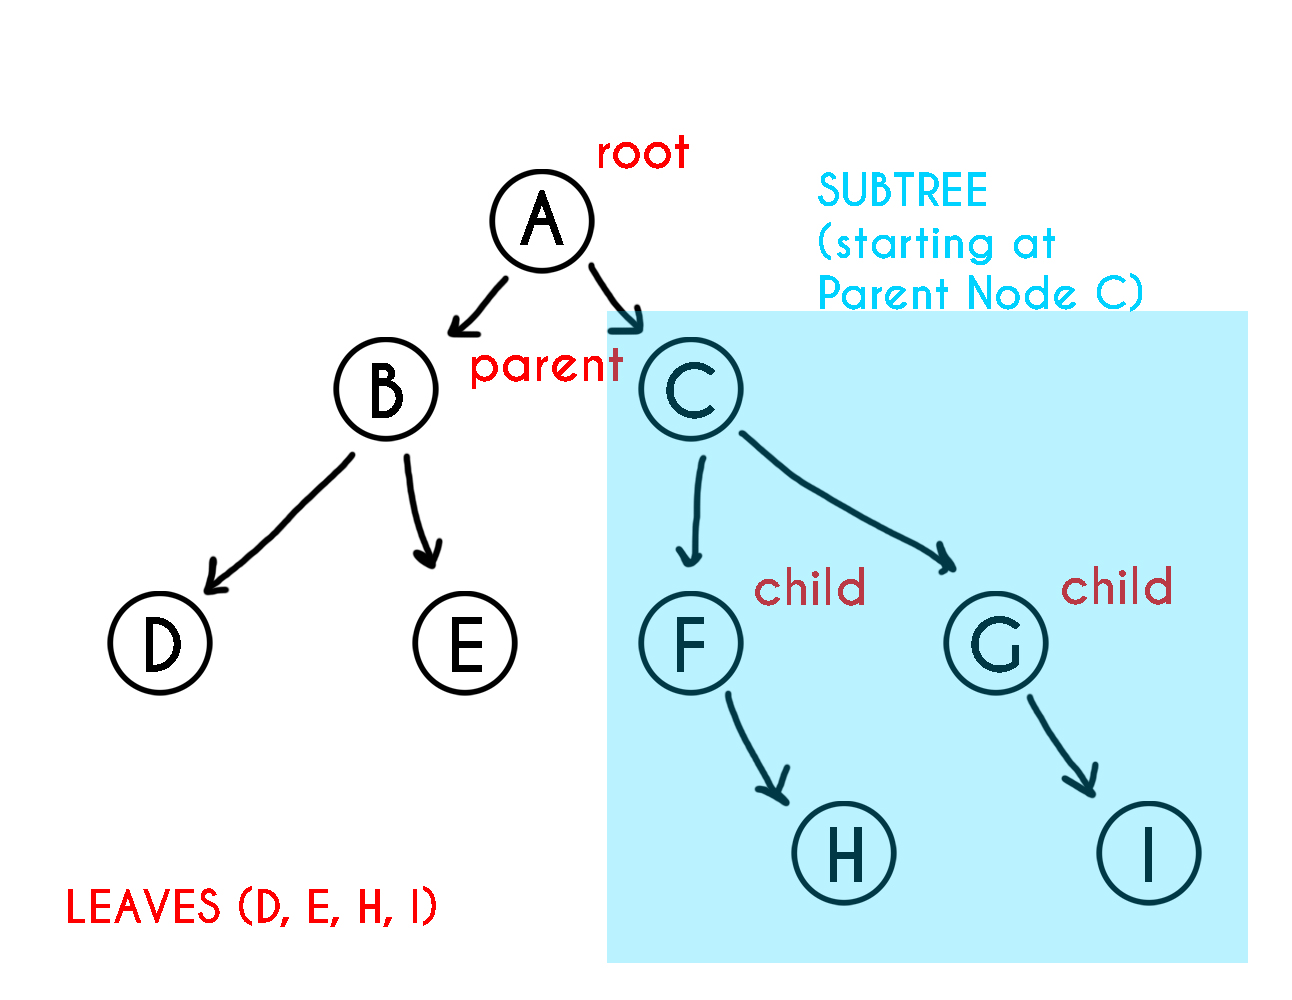 root
A
SUBTREE
(starting at
Parent Node C)
B
parent
C
child
child
D
E
F
G
H
I
LEAVES (D, E, H, I)